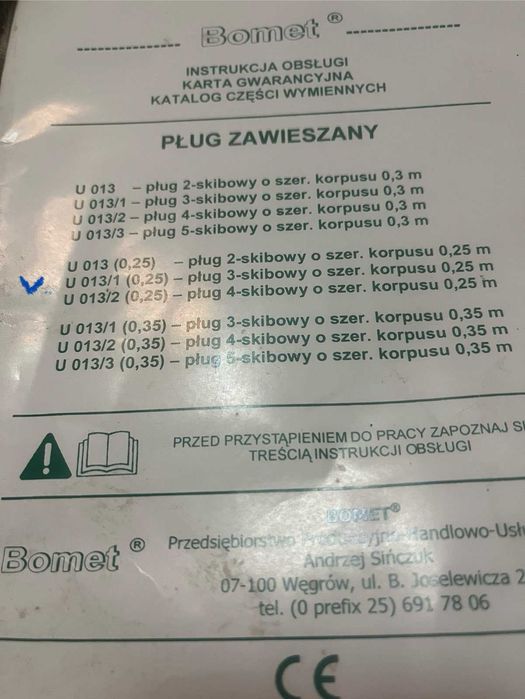 Bomet®
INSTRUKCJA OBSŁUGI
KARTA GWARANCYJNA
KATALOG CZĘŚCI WYMIENNYCH
PŁUG ZAWIESZANY
U 013 – pług 2-skibowy o szer. korpusu 0,3 m
U 013/1 – pług 3-skibowy o szer. korpusu 0,3 m
U 013/2 – pług 4-skibowy o szer. korpusu 0,3 m
U 013/3 – pług 5-skibowy o szer. korpusu 0,3 m
U 013 (0,25) – pług 2-skibowy o szer. korpusu 0,25 m
U 013/1 (0,25) – pług 3-skibowy o szer. korpusu 0,25 m
U 013/2 (0,25) – pług 4-skibowy o szer. korpusu 0,25 m
U 013/1 (0,35) – pług 3-skibowy o szer. korpusu 0,35 m
U 013/2 (0,35) – pług 4-skibowy o szer. korpusu 0,35 m
U 013/3 (0,35) – pług 5-skibowy o szer. korpusu 0,35 m
PRZED PRZYSTĄPIENIEM DO PRACY ZAPOZNAJ SI
TREŚCIĄ INSTRUKCJI OBSŁUGI
BOMET®
Bomet®
Przedsiębiorstwo Produkcyjno-Handlowo-Usłu
Andrzej Sińczuk
07-100 Węgrów, ul. B. Joselewicza 2
tel. (0 prefix 25) 691 78 06
CE